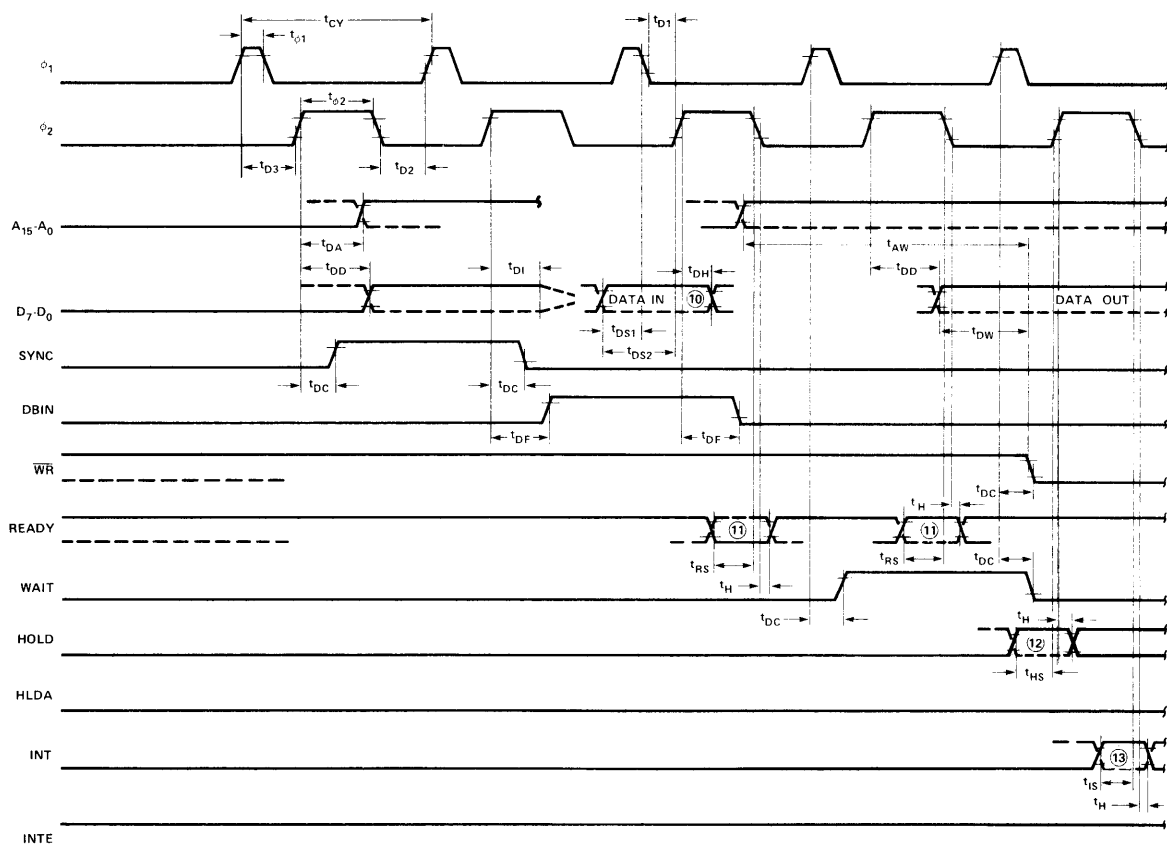 tCY
tD1
tφ1
φ1
tφ2
φ2
tD3
tD2
A15-A0
tDA
tAW
tDD
tDI
tDH
tDD
D7-D0
DATA IN
10
DATA OUT
tDS1
tDW
tDS2
SYNC
tDC
tDC
DBIN
tDF
tDF
WR
tDC
tH
READY
11
11
tRS
tRS
tDC
WAIT
tH
tDC
tH
HOLD
12
tHS
HLDA
INT
13
tIS
tH
INTE